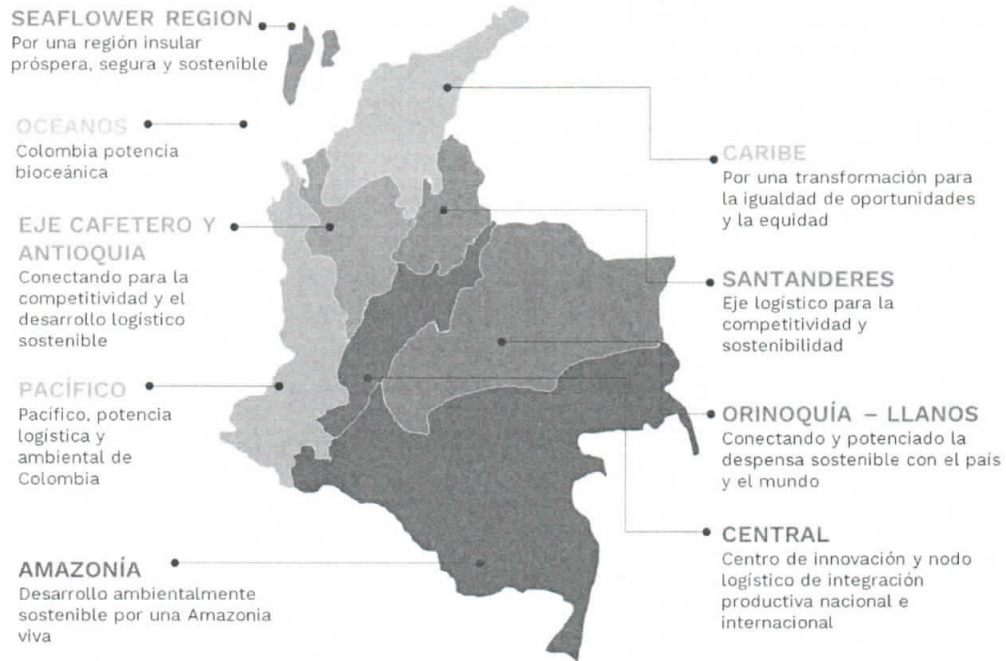 SEAFLOWER REGION
Por una región insular
próspera, segura y sostenible
OCÉANOS
Colombia potencia
bioceánica
EJE CAFETERO Y
ANTIOQUIA
Conectando para la
competitividad y el
desarrollo logístico
sostenible
PACÍFICO
Pacífico, potencia
logística y
ambiental de
Colombia
AMAZONÍA
Desarrollo ambientalmente
sostenible por una Amazonia
viva
CARIBE
Por una transformación para
la igualdad de oportunidades
y la equidad
SANTANDERES
Eje logístico para la
competitividad y
sostenibilidad
ORINOQUÍA – LLANOS
Conectando y potenciado la
despensa sostenible con el país
y el mundo
CENTRAL
Centro de innovación y nodo
logístico de integración
productiva nacional e
internacional